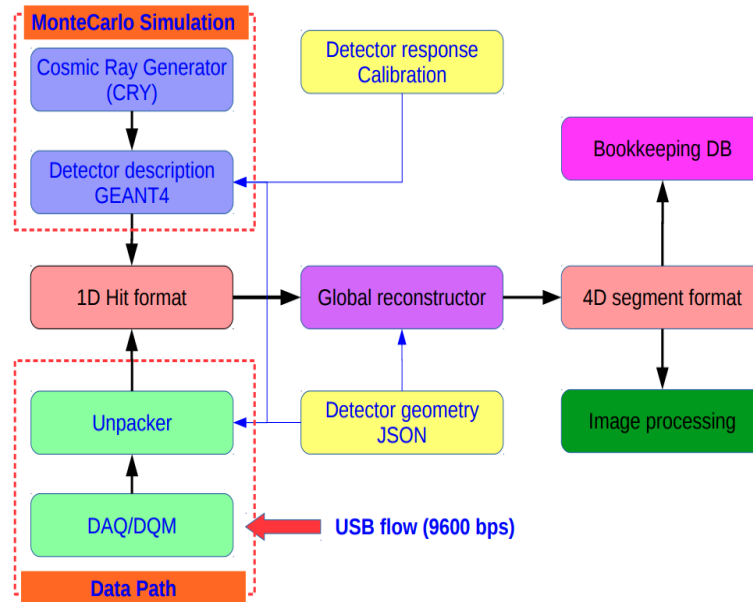 MonteCarlo Simulation
Cosmic Ray Generator
(CRY)
Detector description
GEANT4
Detector response
Calibration
Bookkeeping DB
1D Hit format
Global reconstructor
4D segment format
Unpacker
Detector geometry
JSON
Image processing
DAQ/DQM
USB flow (9600 bps)
Data Path